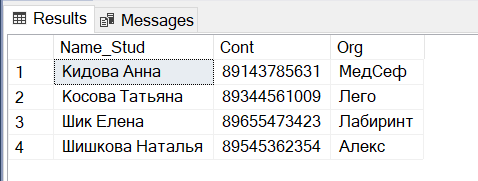 Results Messages
Name_Stud Cont Org
1 Кидова Анна 89143785631 МедСеф
2 Косова Татьяна 89344561009 Лего
3 Шик Елена 89655473423 Лабиринт
4 Шишкова Наталья 89545362354 Алекс